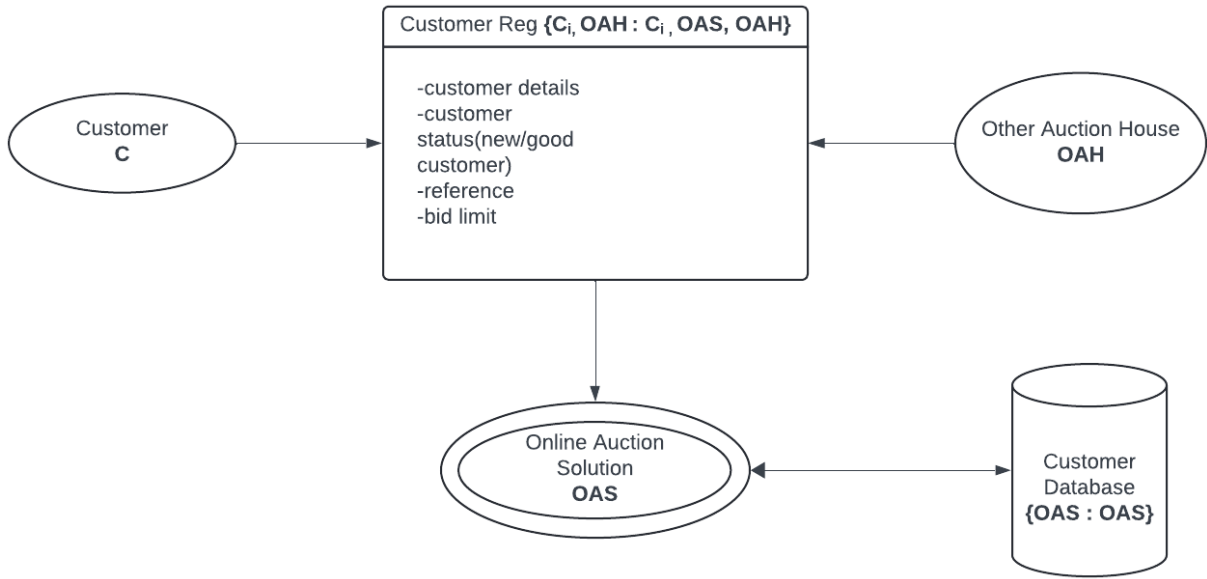 Customer Reg {Ci, OAH : Ci , OAS, OAH}
-customer details
-customer
status(new/good
customer)
-reference
-bid limit
Customer
C
Other Auction House
OAH
Online Auction
Solution
OAS
Customer
Database
{OAS : OAS}